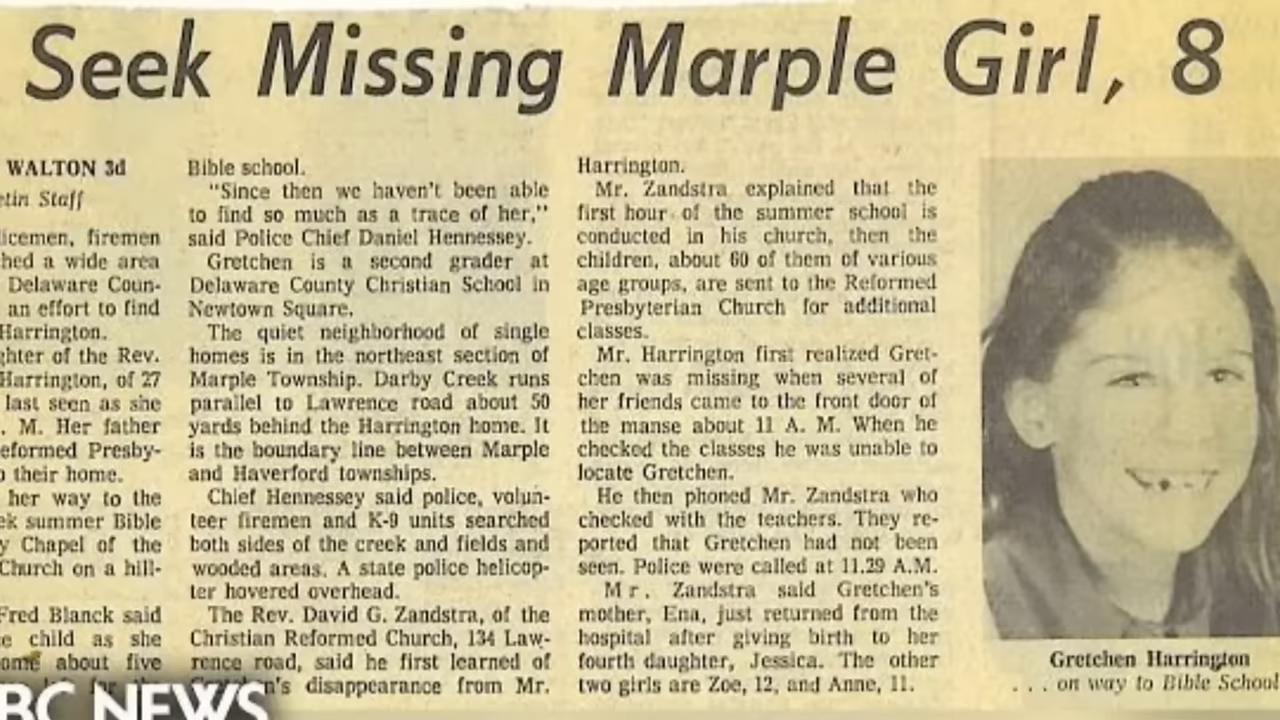 Seek Missing Marple Girl, 8
WALTON 3d
etin Staff
licemen, firemen
hed a wide area
Delaware Coun-
an effort to find
Harrington.
ghter of the Rev.
Harrington, of 27
last seen as she
. M. Her father
eformed Presby-
o their home.
her way to the
ek summer Bible
y Chapel of the
Church on a hill-
Fred Blanck said
e child as she
ome about five
Bible school.
"Since then we haven't been able
to find so much as a trace of her,"
said Police Chief Daniel Hennessey.
Gretchen is a second grader at
Delaware County Christian School in
Newtown Square.
The quiet neighborhood of single
homes is in the northeast section of
Marple Township. Darby Creek runs
parallel to Lawrence road about 50
yards behind the Harrington home. It
is the boundary line between Marple
and Haverford townships.
Chief Hennessey said police, volun-
teer firemen and K-9 units searched
both sides of the creek and fields and
wooded areas. A state police helicop-
ter hovered overhead.
The Rev. David G. Zandstra, of the
Christian Reformed Church, 134 Law-
rence road, said he first learned of
Gretchen's disappearance from Mr.
Harrington.
Mr. Zandstra explained that the
first hour of the summer school is
conducted in his church, then the
children, about 60 of them of various
age groups, are sent to the Reformed
Presbyterian Church for additional
classes.
Mr. Harrington first realized Gret-
chen was missing when several of
her friends came to the front door of
the manse about 11 A. M. When he
checked the classes he was unable to
locate Gretchen.
He then phoned Mr. Zandstra who
checked with the teachers. They re-
ported that Gretchen had not been
seen. Police were called at 11.29 A.M.
Mr. Zandstra said Gretchen's
mother, Ena, just returned from the
hospital after giving birth to her
fourth daughter, Jessica. The other
two girls are Zoe, 12, and Anne, 11.
Gretchen Harrington
. . . on way to Bible School
BC NEWS